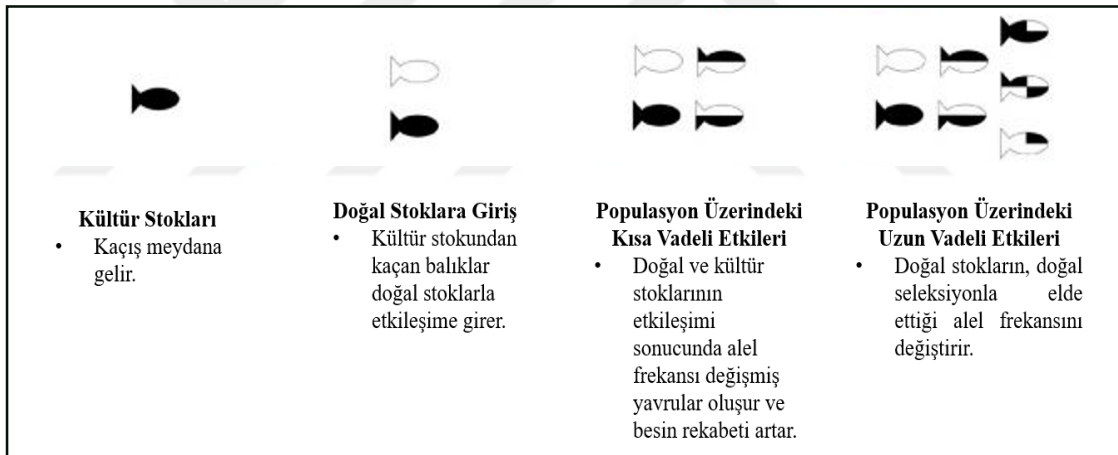 Kültür Stokları
• Kaçış meydana
gelir.
Doğal Stoklara Giriş
• Kültür stokundan
kaçan balıklar
doğal stoklarla
etkileşime girer.
Populasyon Üzerindeki
Kısa Vadeli Etkileri
• Doğal ve kültür
stoklarının
etkileşimi
sonucunda alel
frekansı değişmiş
yavrular oluşur ve
besin rekabeti artar.
Populasyon Üzerindeki
Uzun Vadeli Etkileri
• Doğal stokların, doğal
seleksiyonla elde
ettiği alel frekansını
değiştirir.